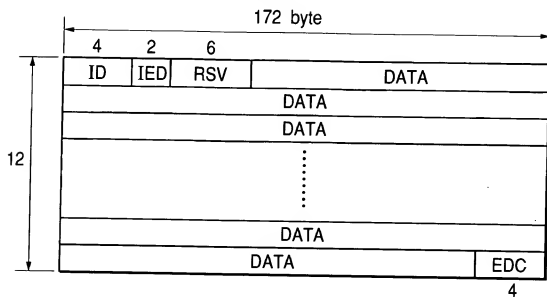 172 byte
4 2 6
ID IED RSV DATA
DATA
DATA
12
DATA
DATA EDC
4